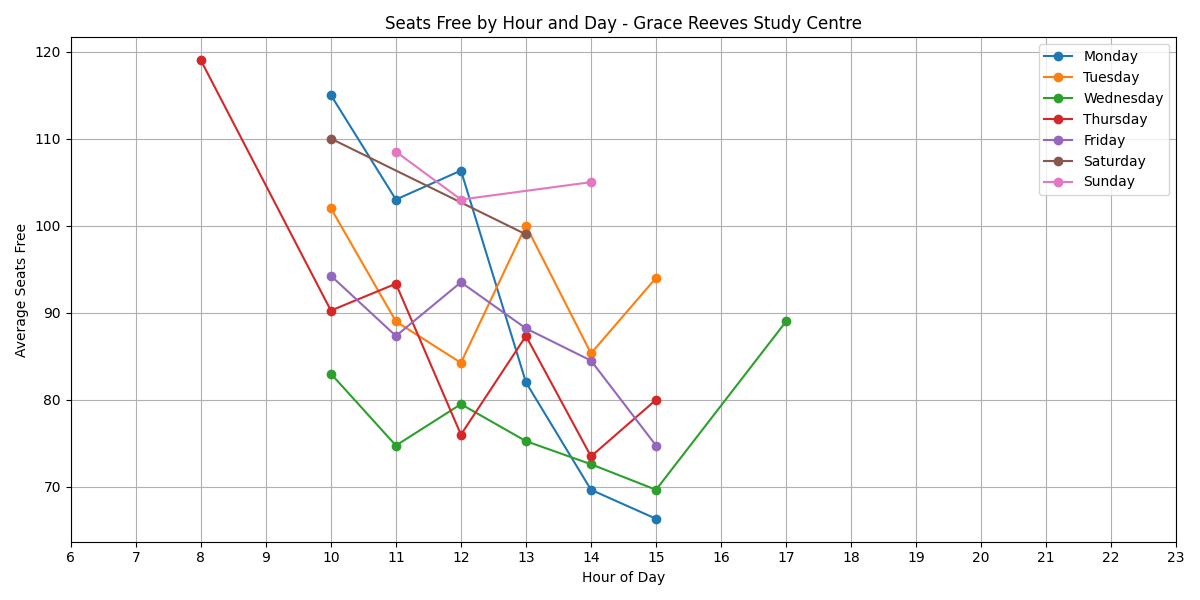 Seats Free by Hour and Day - Grace Reeves Study Centre
Average Seats Free
120
110
100
90
80
70
6 7 8 9 10 11 12 13 14 15 16 17 18 19 20 21 22 23
Hour of Day
Monday
Tuesday
Wednesday
Thursday
Friday
Saturday
Sunday